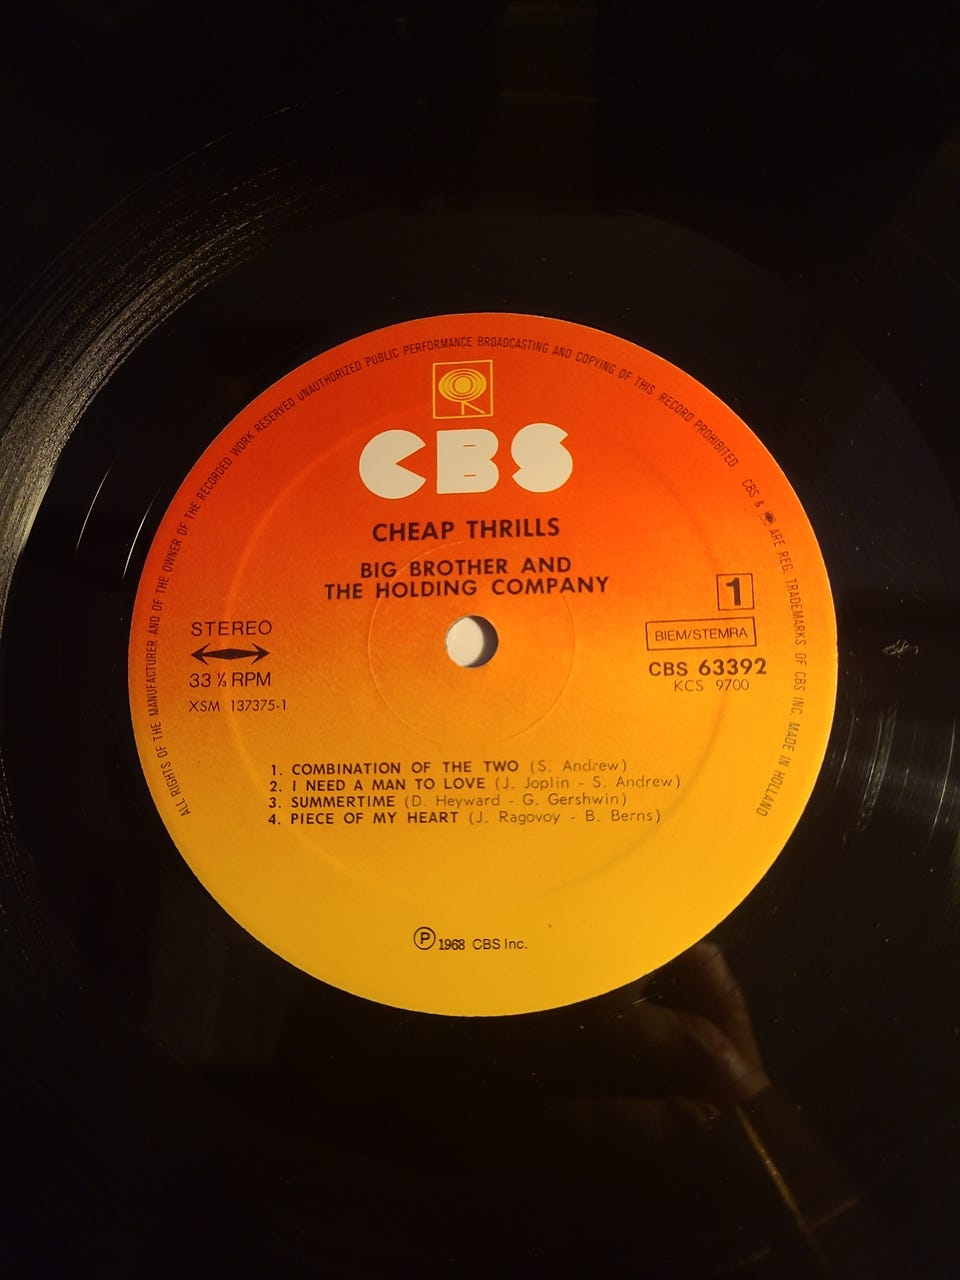 ALL RIGHTS OF THE MANUFACTURER AND OF THE OWNER OF THE RECORDED WORK RESERVED UNAUTHORIZED PUBLIC PERFORMANCE BROADCASTING AND COPYING OF THIS RECORD PROHIBITED
CBS & ARE REG. TRADEMARKS OF CBS INC. MADE IN HOLLAND
CBS
CHEAP THRILLS
BIG BROTHER AND
THE HOLDING COMPANY
1
STEREO
BIEM/STEMRA
33 ⅓ RPM
CBS 63392
KCS 9700
XSM 137375-1
1. COMBINATION OF THE TWO (S. Andrew)
2. I NEED A MAN TO LOVE (J. Joplin - S. Andrew)
3. SUMMERTIME (D. Heyward - G. Gershwin)
4. PIECE OF MY HEART (J. Ragovoy - B. Berns)
Ⓟ 1968 CBS Inc.